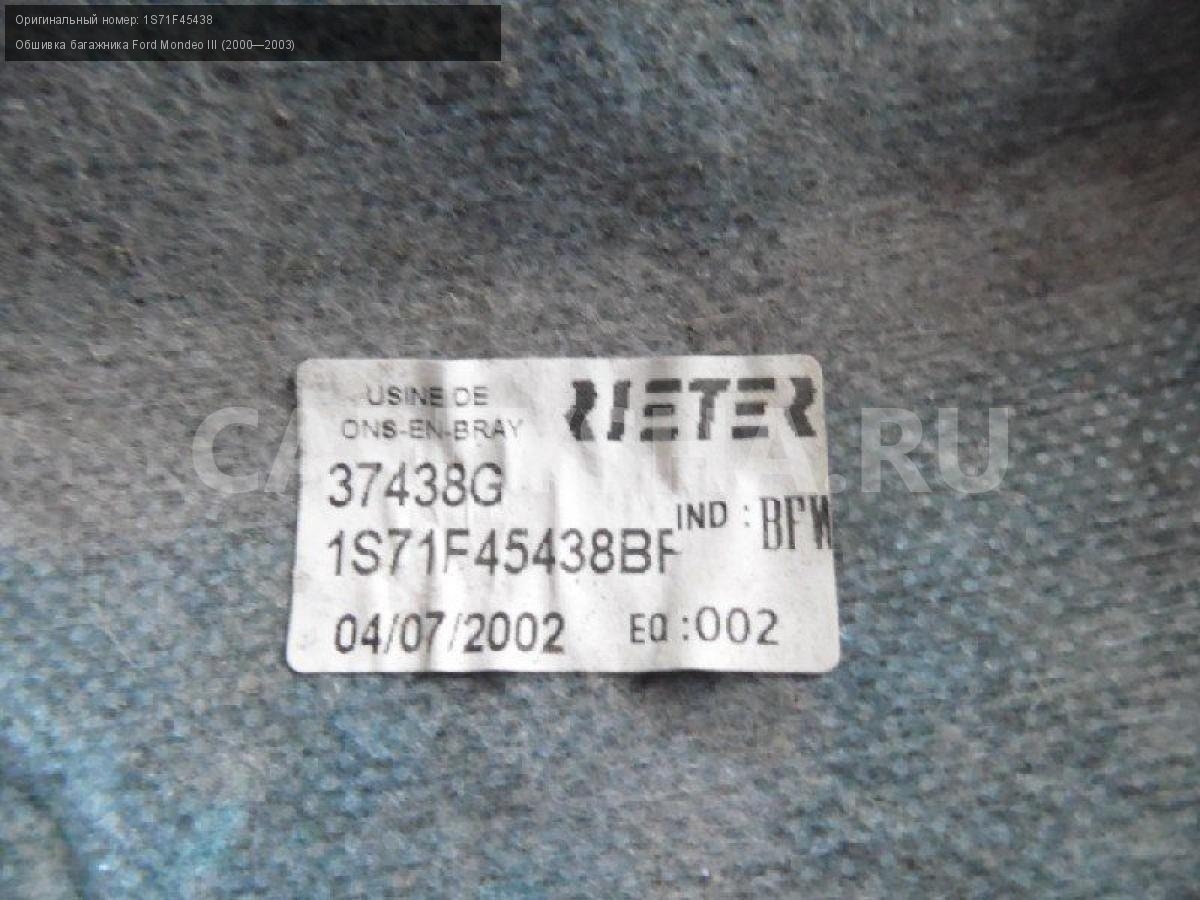 Оригинальный номер: 1S71F45438
Обшивка багажника Ford Mondeo III (2000—2003)
USINE DE
ONS-EN-BRAY
RIETER
37438G
IND : BFW
1S71F45438BF
04/07/2002 EQ :002